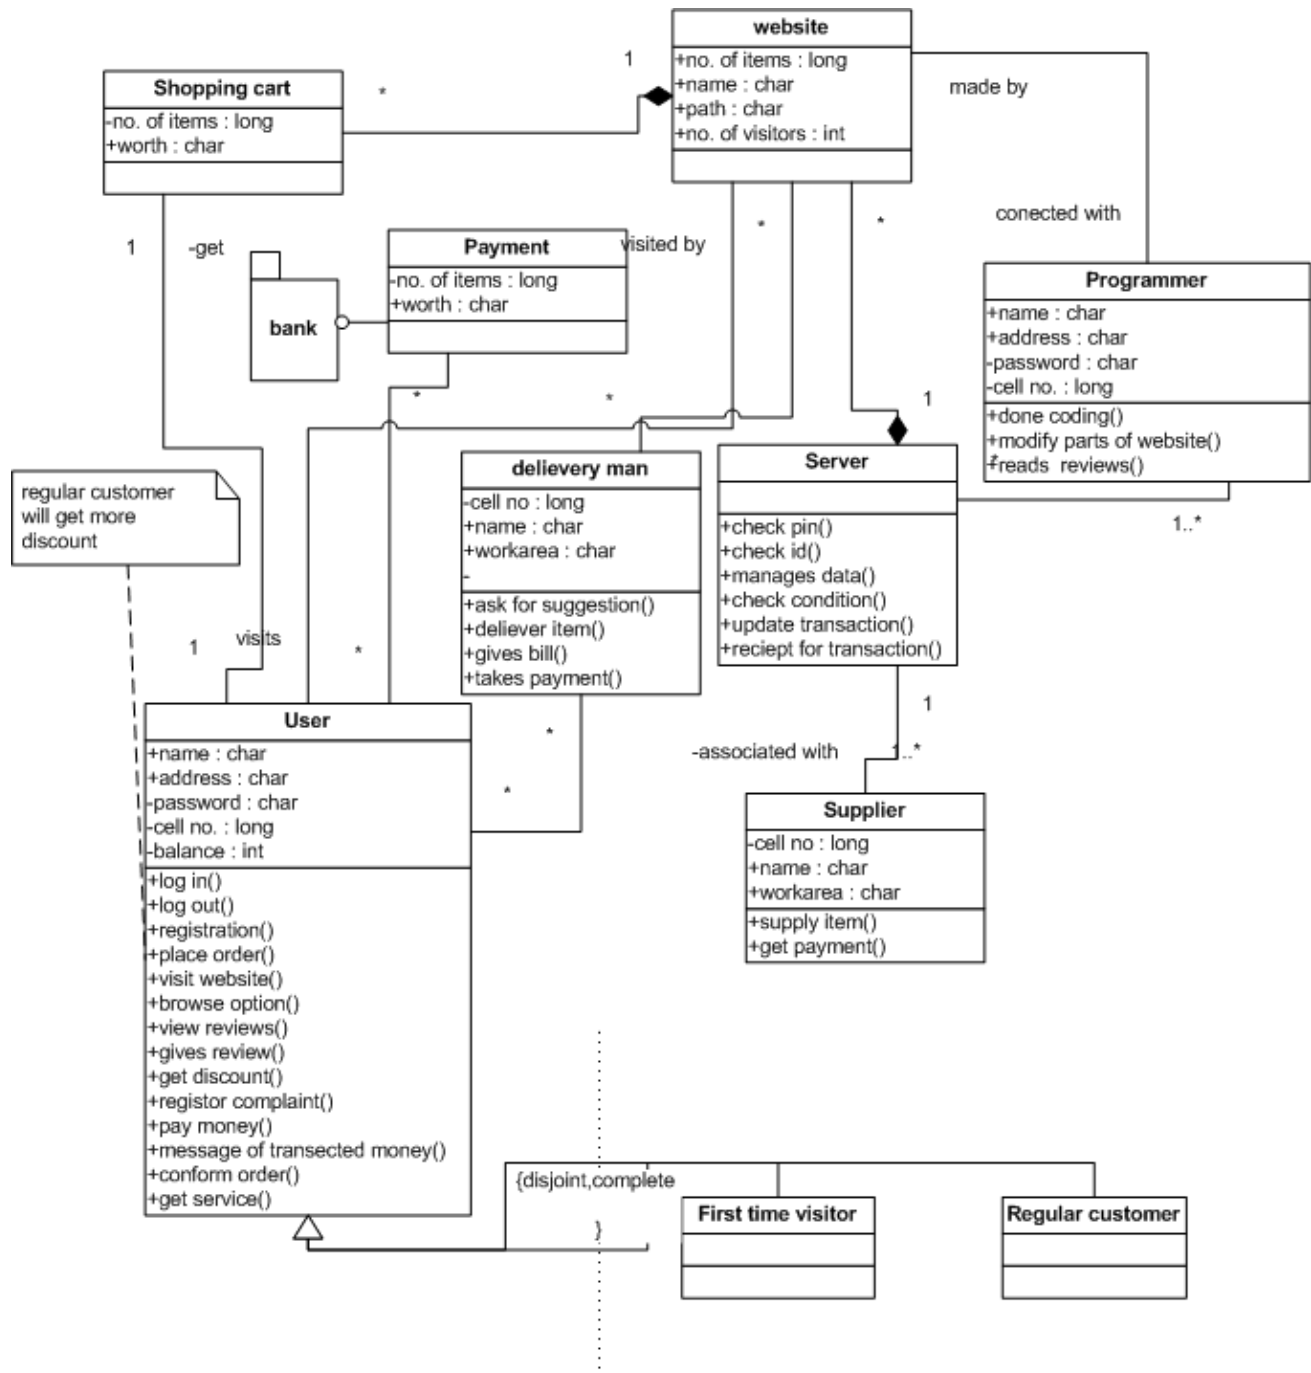 website
+no. of items : long
+name : char
+path : char
+no. of visitors : int
1
*
made by
Shopping cart
-no. of items : long
+worth : char
1
-get
Payment
-no. of items : long
+worth : char
visited by
*
*
conected with
bank
Programmer
+name : char
+address : char
-password : char
-cell no. : long
+done coding()
+modify parts of website()
+reads reviews()
*
1..*
*
*
1
regular customer
will get more
discount
delievery man
-cell no : long
+name : char
+workarea : char
-
+ask for suggestion()
+deliever item()
+gives bill()
+takes payment()
Server
+check pin()
+check id()
+manages data()
+check condition()
+update transaction()
+reciept for transaction()
1
visits
*
User
+name : char
+address : char
-password : char
-cell no. : long
-balance : int
+log in()
+log out()
+registration()
+place order()
+visit website()
+browse option()
+view reviews()
+gives review()
+get discount()
+registor complaint()
+pay money()
+message of transected money()
+conform order()
+get service()
*
*
1
-associated with
1..*
Supplier
-cell no : long
+name : char
+workarea : char
+supply item()
+get payment()
{disjoint,complete
}
First time visitor
Regular customer